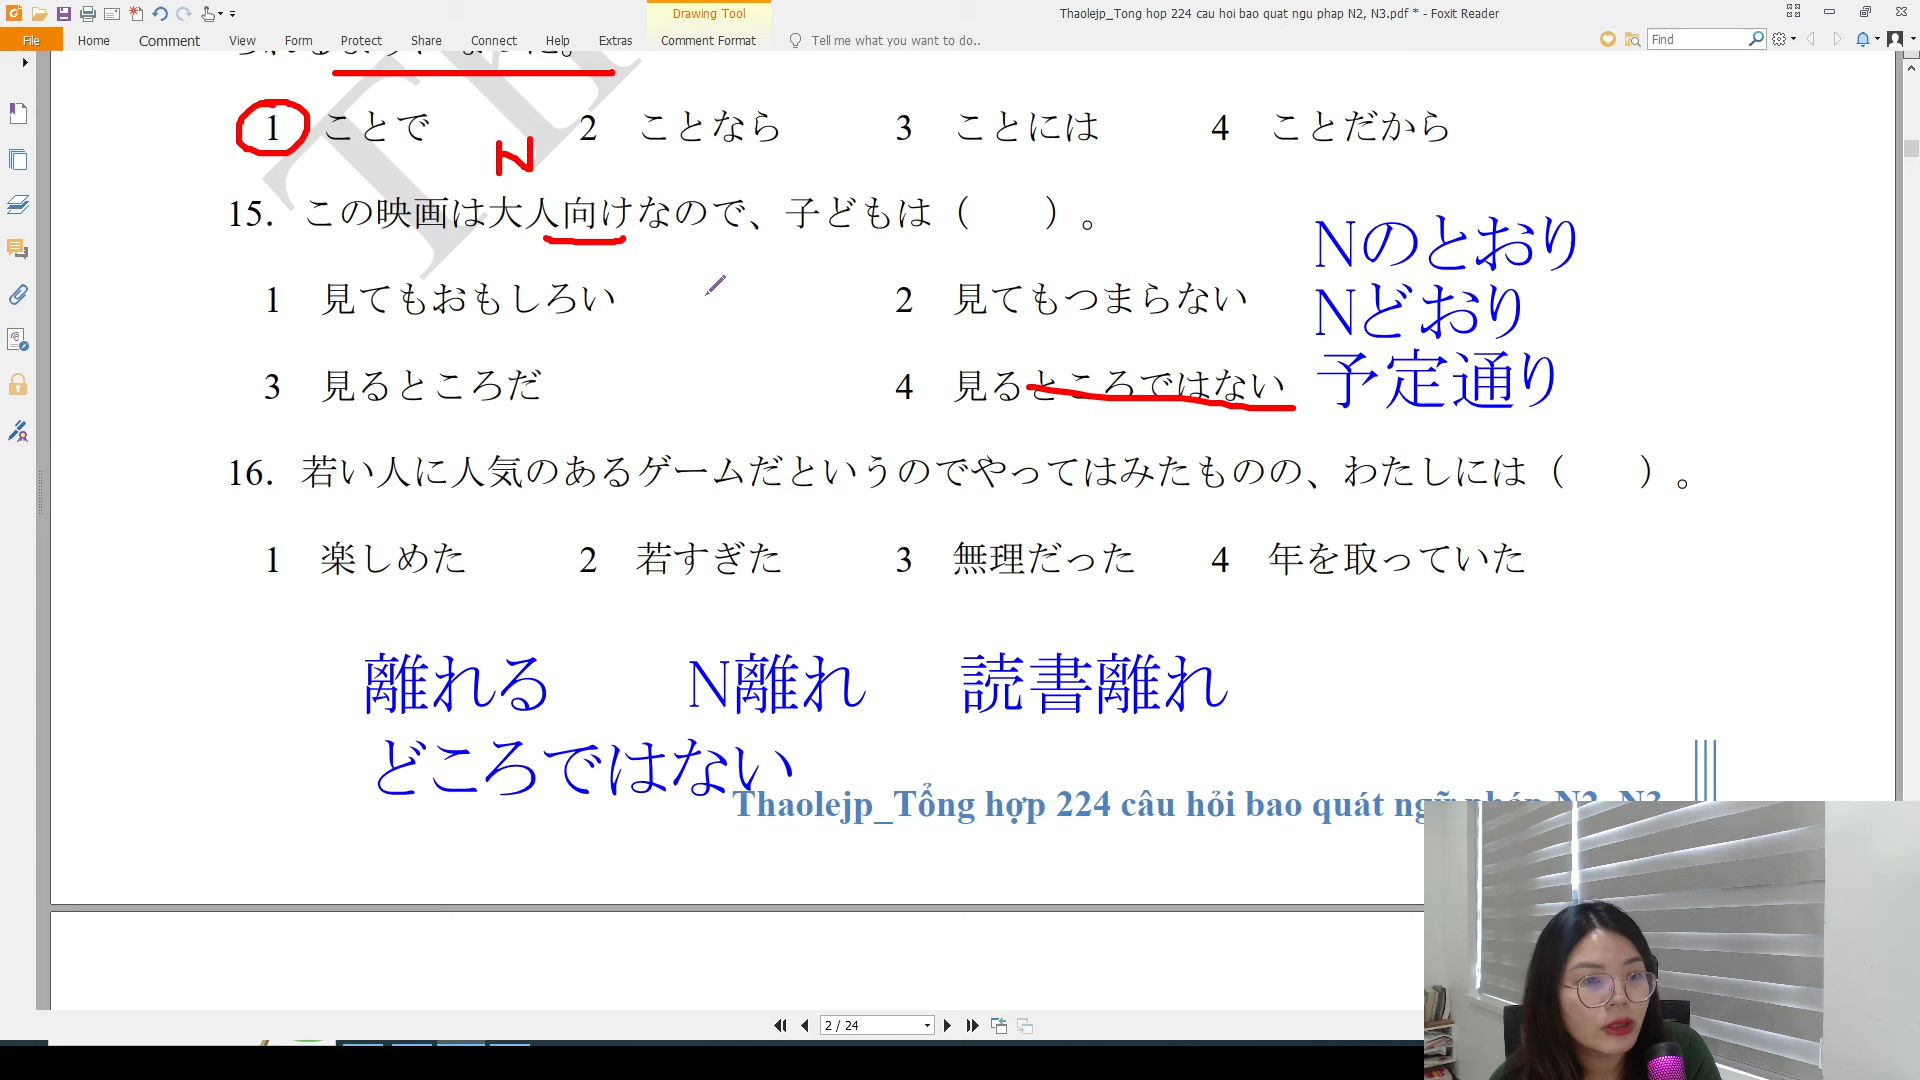 Drawing Tool
Thaolejp_Tong hop 224 cau hoi bao quat ngu phap N2, N3.pdf * - Foxit Reader
File Home Comment View Form Protect Share Connect Help Extras Comment Format Tell me what you want to do.. Find
1 ことで 2 ことなら 3 ことには 4 ことだから
N
15. この映画は大人向けなので、子どもは（ ）。
1 見てもおもしろい 2 見てもつまらない
3 見るところだ 4 見るところではない
Nのとおり
Nどおり
予定通り
16. 若い人に人気のあるゲームだというのでやってはみたものの、わたしには（ ）。
1 楽しめた 2 若すぎた 3 無理だった 4 年を取っていた
離れる N離れ 読書離れ
どころではない
Thaolejp_Tổng hợp 224 câu hỏi bao quát ngữ pháp N2, N3
2 / 24